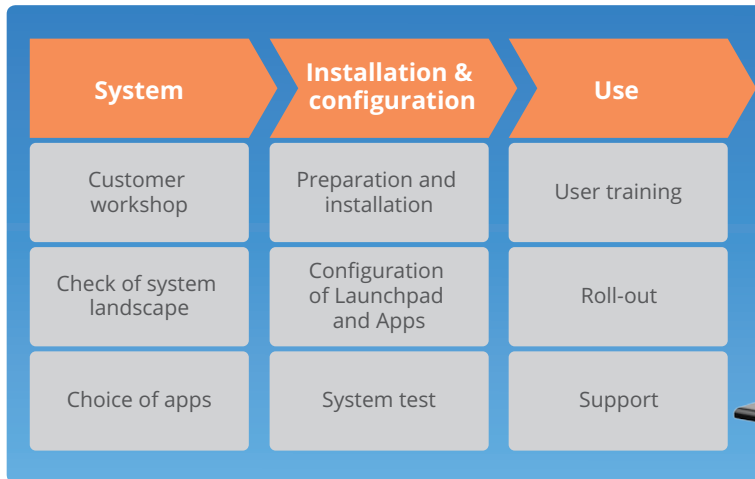 System
Installation &
configuration
Use
Customer
workshop
Preparation and
installation
User training
Check of system
landscape
Configuration
of Launchpad
and Apps
Roll-out
Choice of apps
System test
Support